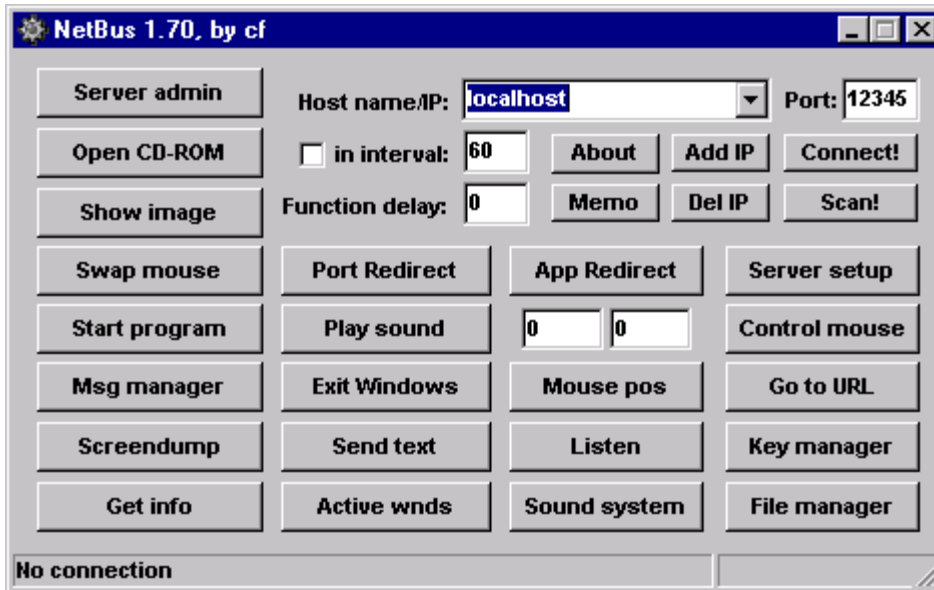 NetBus 1.70, by cf
Server admin Host name/IP: localhost Port: 12345
Open CD-ROM in interval: 60 About Add IP Connect!
Show image Function delay: 0 Memo Del IP Scan!
Swap mouse Port Redirect App Redirect Server setup
Start program Play sound 0 0 Control mouse
Msg manager Exit Windows Mouse pos Go to URL
Screendump Send text Listen Key manager
Get info Active wnds Sound system File manager
No connection